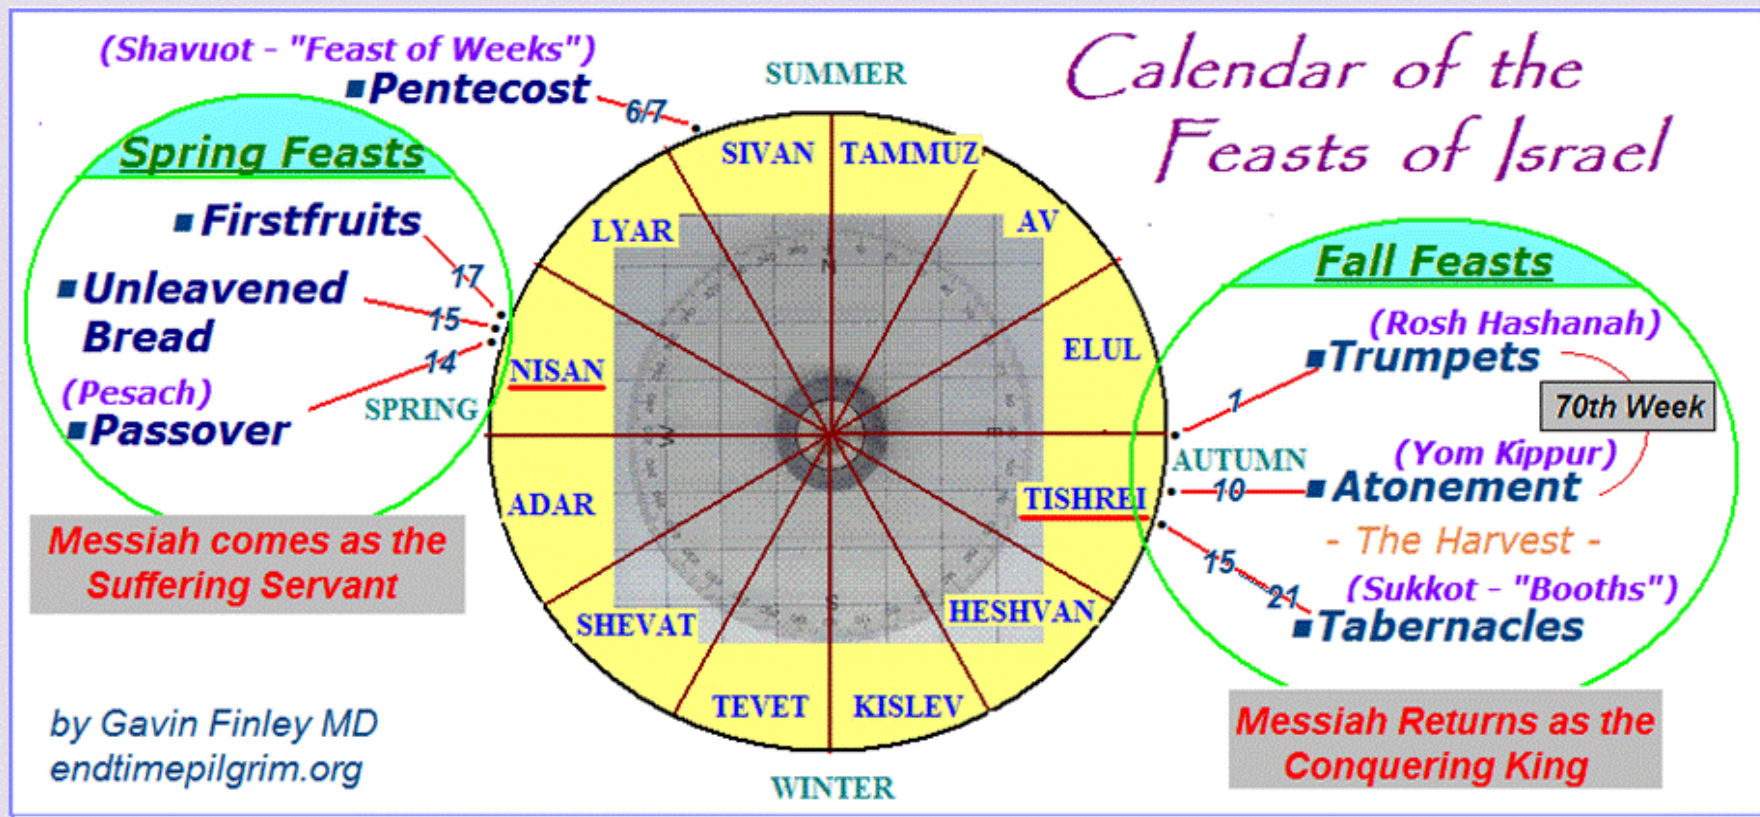 Calendar of the
Feasts of Israel
(Shavuot - "Feast of Weeks")
Pentecost
6/7
Spring Feasts
Firstfruits
17
Unleavened
Bread
15
14
(Pesach)
Passover
SPRING
Messiah comes as the
Suffering Servant
by Gavin Finley MD
endtimepilgrim.org
SUMMER
SIVAN
TAMMUZ
LYAR
AV
NISAN
ELUL
ADAR
TISHREI
SHEVAT
HESHVAN
TEVET
KISLEV
WINTER
W
E
S
AUTUMN
Fall Feasts
(Rosh Hashanah)
Trumpets
1
70th Week
(Yom Kippur)
Atonement
10
- The Harvest -
(Sukkot - "Booths")
15
21
Tabernacles
Messiah Returns as the
Conquering King